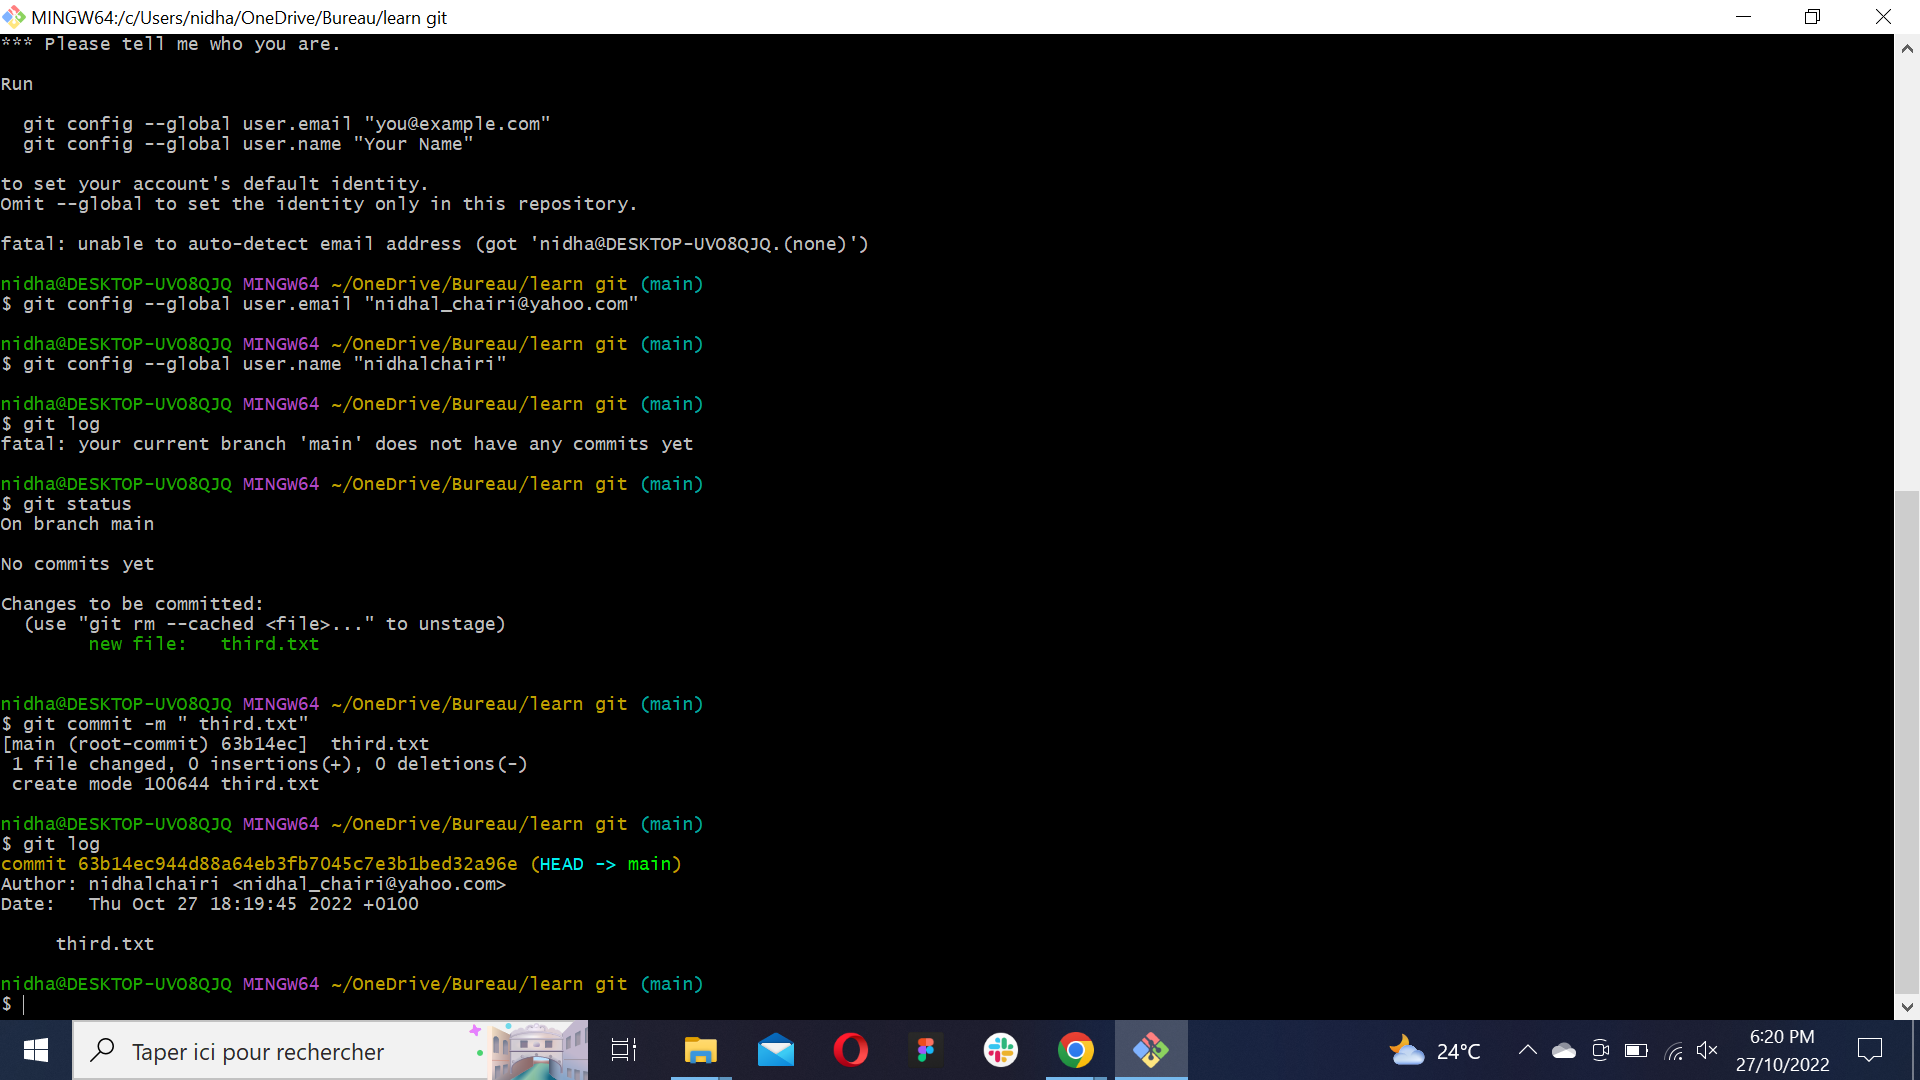 MINGW64:/c/Users/nidha/OneDrive/Bureau/learn git
*** Please tell me who you are.
Run
git config --global user.email "you@example.com"
git config --global user.name "Your Name"
to set your account's default identity.
Omit --global to set the identity only in this repository.
fatal: unable to auto-detect email address (got 'nidha@DESKTOP-UVO8QJQ.(none)')
nidha@DESKTOP-UVO8QJQ MINGW64 ~/OneDrive/Bureau/learn git (main)
$ git config --global user.email "nidhal_chairi@yahoo.com"
nidha@DESKTOP-UVO8QJQ MINGW64 ~/OneDrive/Bureau/learn git (main)
$ git config --global user.name "nidhalchairi"
nidha@DESKTOP-UVO8QJQ MINGW64 ~/OneDrive/Bureau/learn git (main)
$ git log
fatal: your current branch 'main' does not have any commits yet
nidha@DESKTOP-UVO8QJQ MINGW64 ~/OneDrive/Bureau/learn git (main)
$ git status
On branch main
No commits yet
Changes to be committed:
(use "git rm --cached <file>..." to unstage)
new file:   third.txt
nidha@DESKTOP-UVO8QJQ MINGW64 ~/OneDrive/Bureau/learn git (main)
$ git commit -m " third.txt"
[main (root-commit) 63b14ec]  third.txt
1 file changed, 0 insertions(+), 0 deletions(-)
create mode 100644 third.txt
nidha@DESKTOP-UVO8QJQ MINGW64 ~/OneDrive/Bureau/learn git (main)
$ git log
commit 63b14ec944d88a64eb3fb7045c7e3b1bed32a96e (HEAD -> main)
Author: nidhalchairi <nidhal_chairi@yahoo.com>
Date:   Thu Oct 27 18:19:45 2022 +0100
third.txt
nidha@DESKTOP-UVO8QJQ MINGW64 ~/OneDrive/Bureau/learn git (main)
$
Taper ici pour rechercher
24°C
6:20 PM
27/10/2022